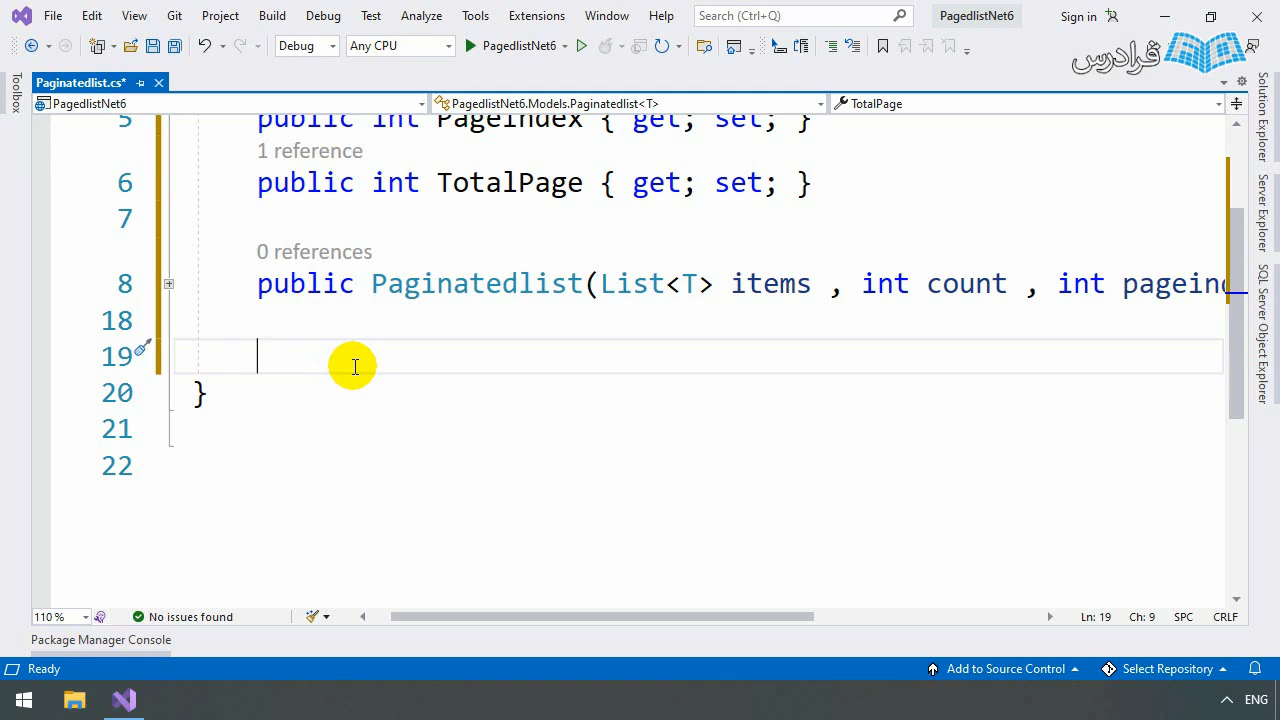 File Edit View Git Project Build Debug Test Analyze Tools Extensions Window Help Search (Ctrl+Q) PagedlistNet6 Sign in
Debug Any CPU PagedlistNet6
فرادرس
Toolbox
Paginatedlist.cs*
PagedlistNet6 PagedlistNet6.Models.Paginatedlist<T> TotalPage
5 public int PageIndex { get; set; }
1 reference
6 public int TotalPage { get; set; }
7
0 references
8 public Paginatedlist(List<T> items , int count , int pageind
18
19
20 }
21
22
Solution Explorer
Server Explorer
SQL Server Object Explorer
110 % No issues found Ln: 19 Ch: 9 SPC CRLF
Package Manager Console
Ready Add to Source Control Select Repository
ENG